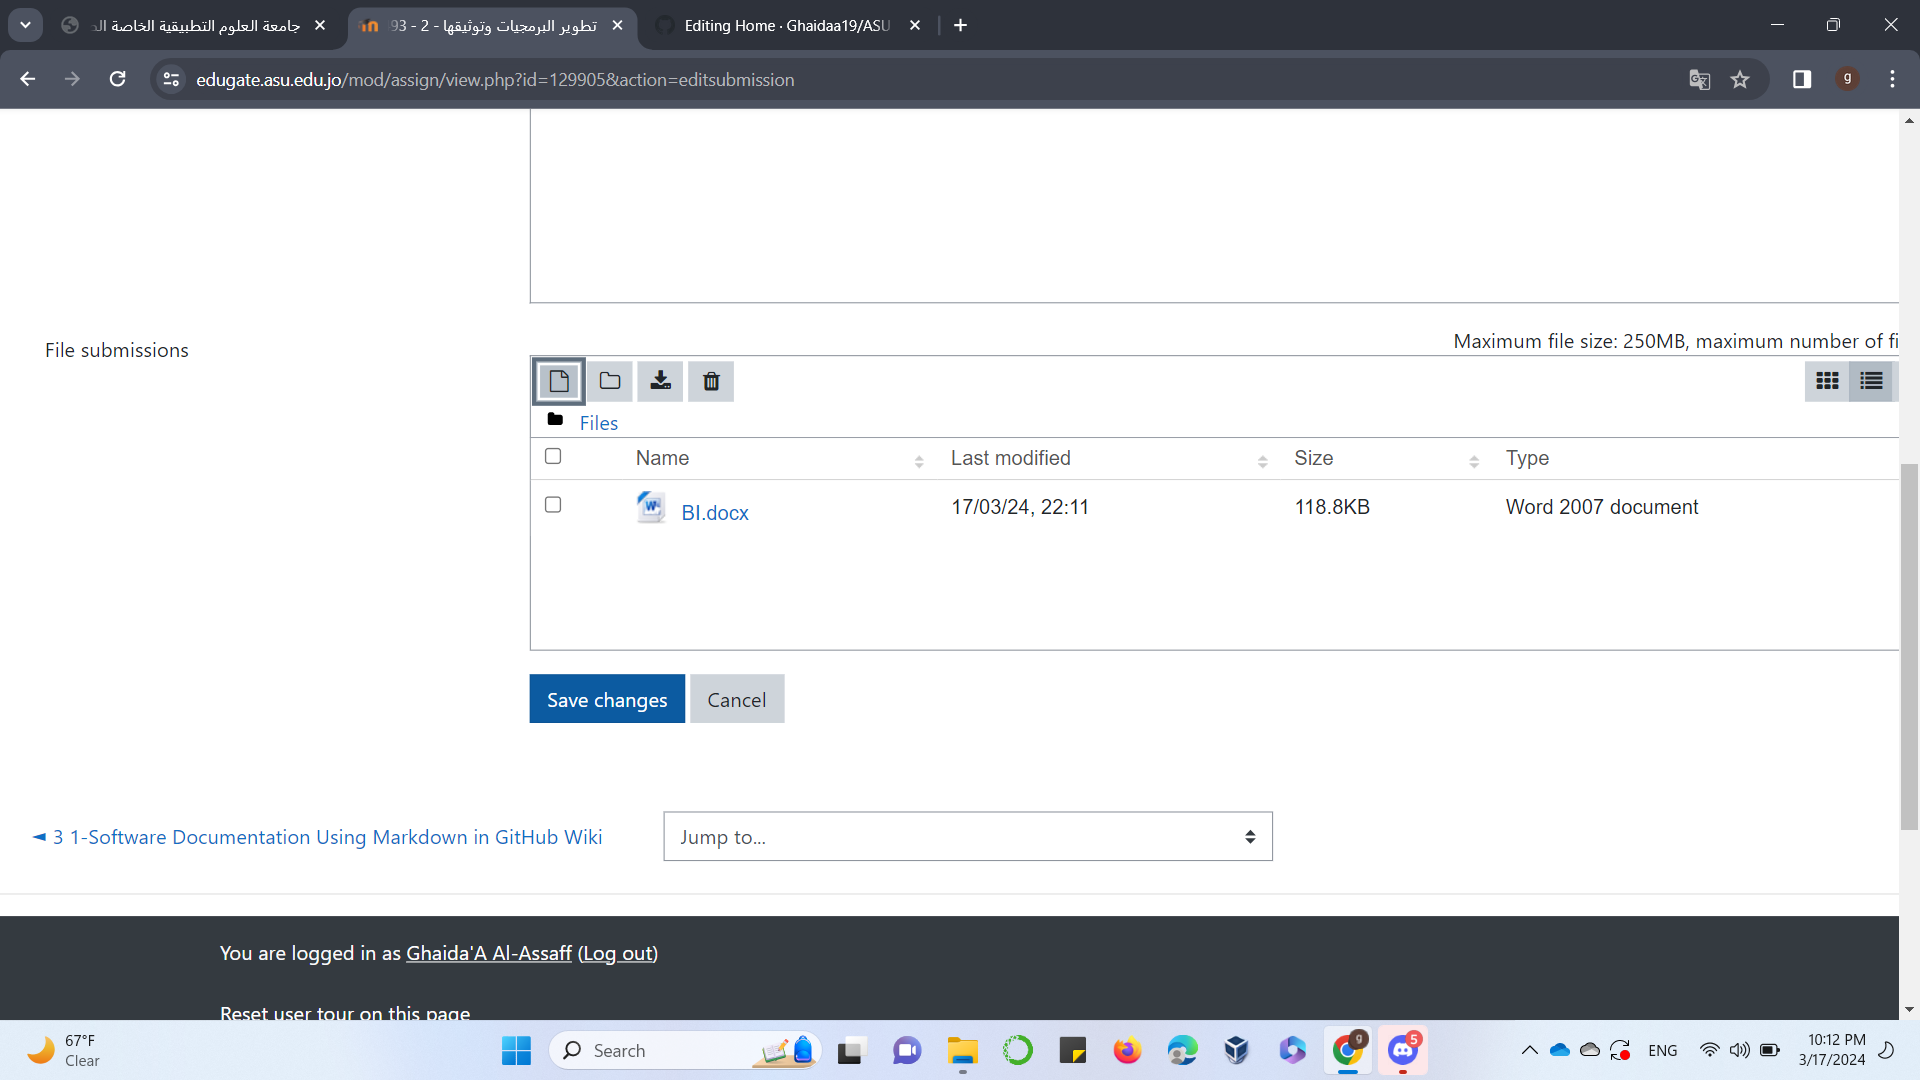 جامعة العلوم التطبيقية الخاصة
تطوير البرمجيات وتوثيقها - 2 - 93
Editing Home · Ghaidaa19/ASU
edugate.asu.edu.jo/mod/assign/view.php?id=129905&action=editsubmission
g
Maximum file size: 250MB, maximum number of fi
File submissions
Files
Name Last modified Size Type
BI.docx 17/03/24, 22:11 118.8KB Word 2007 document
Save changes Cancel
◄ 3 1-Software Documentation Using Markdown in GitHub Wiki
Jump to...
You are logged in as Ghaida'A Al-Assaff (Log out)
Reset user tour on this page
67°F
Clear
Search
g
5
ENG
10:12 PM
3/17/2024